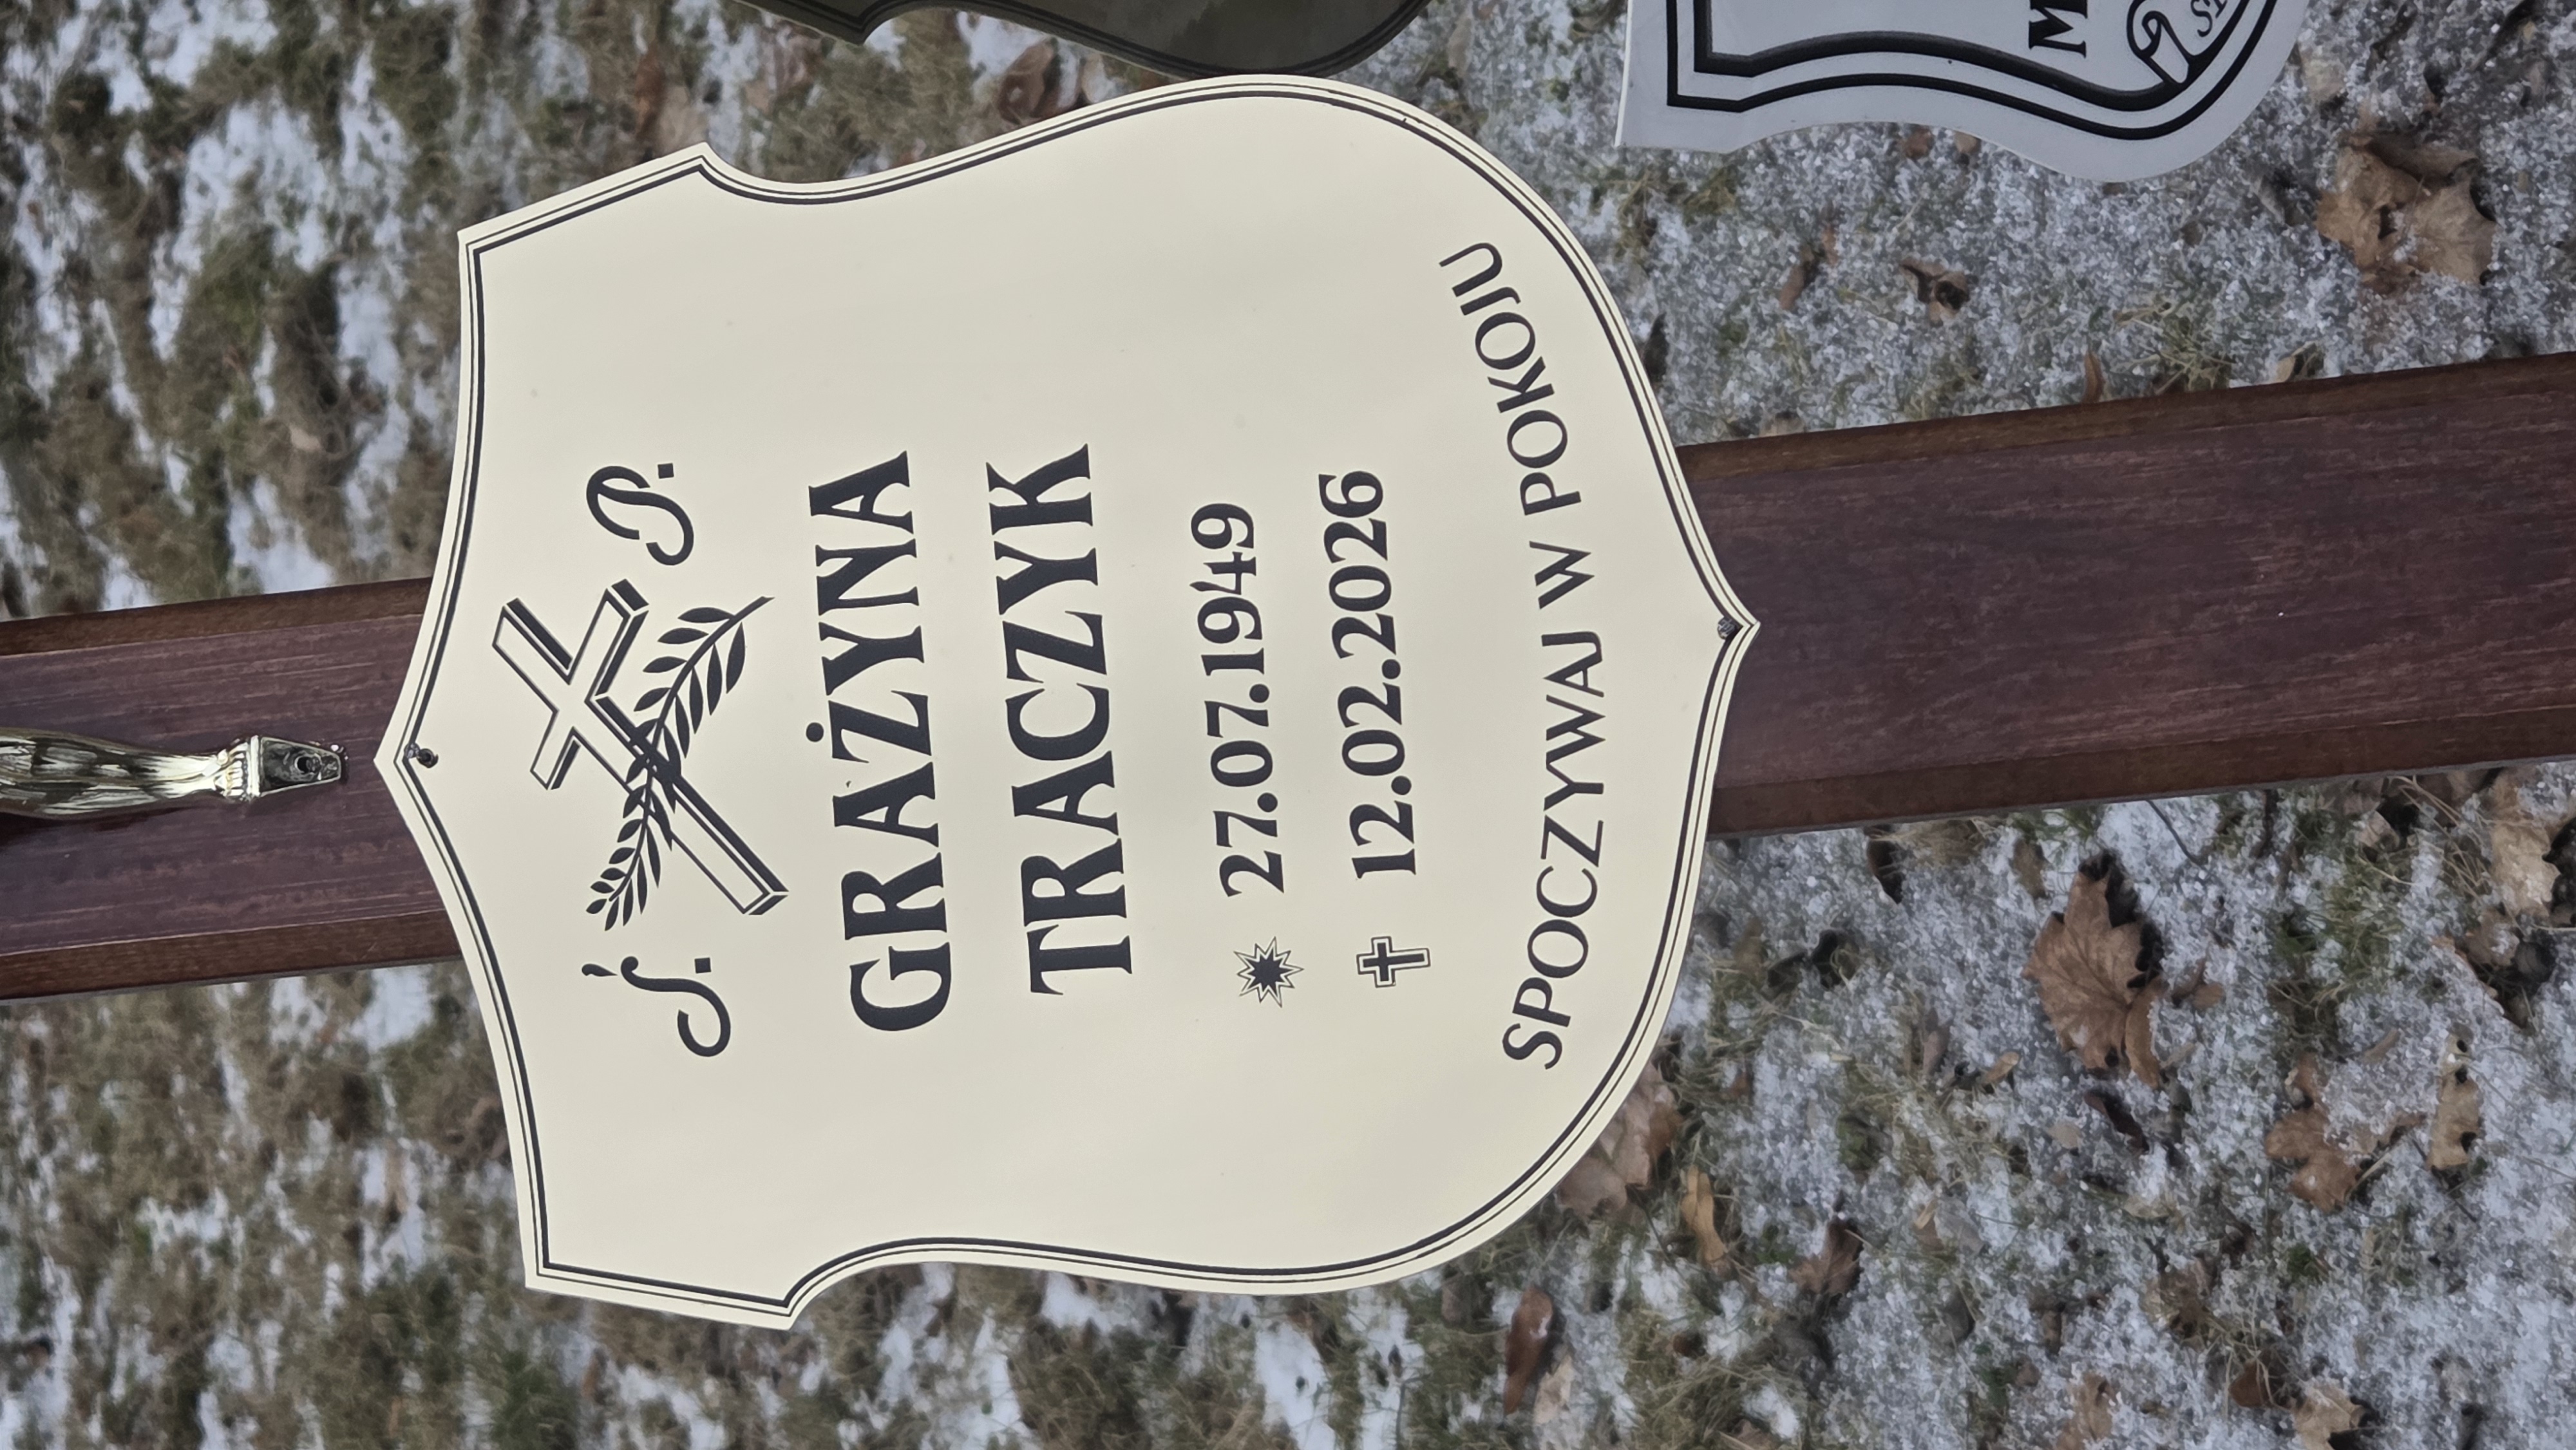 Ś. P.
GRAŻYNA
TRACZYK
27.07.1949
12.02.2026
SPOCZYWAJ W POKOJU